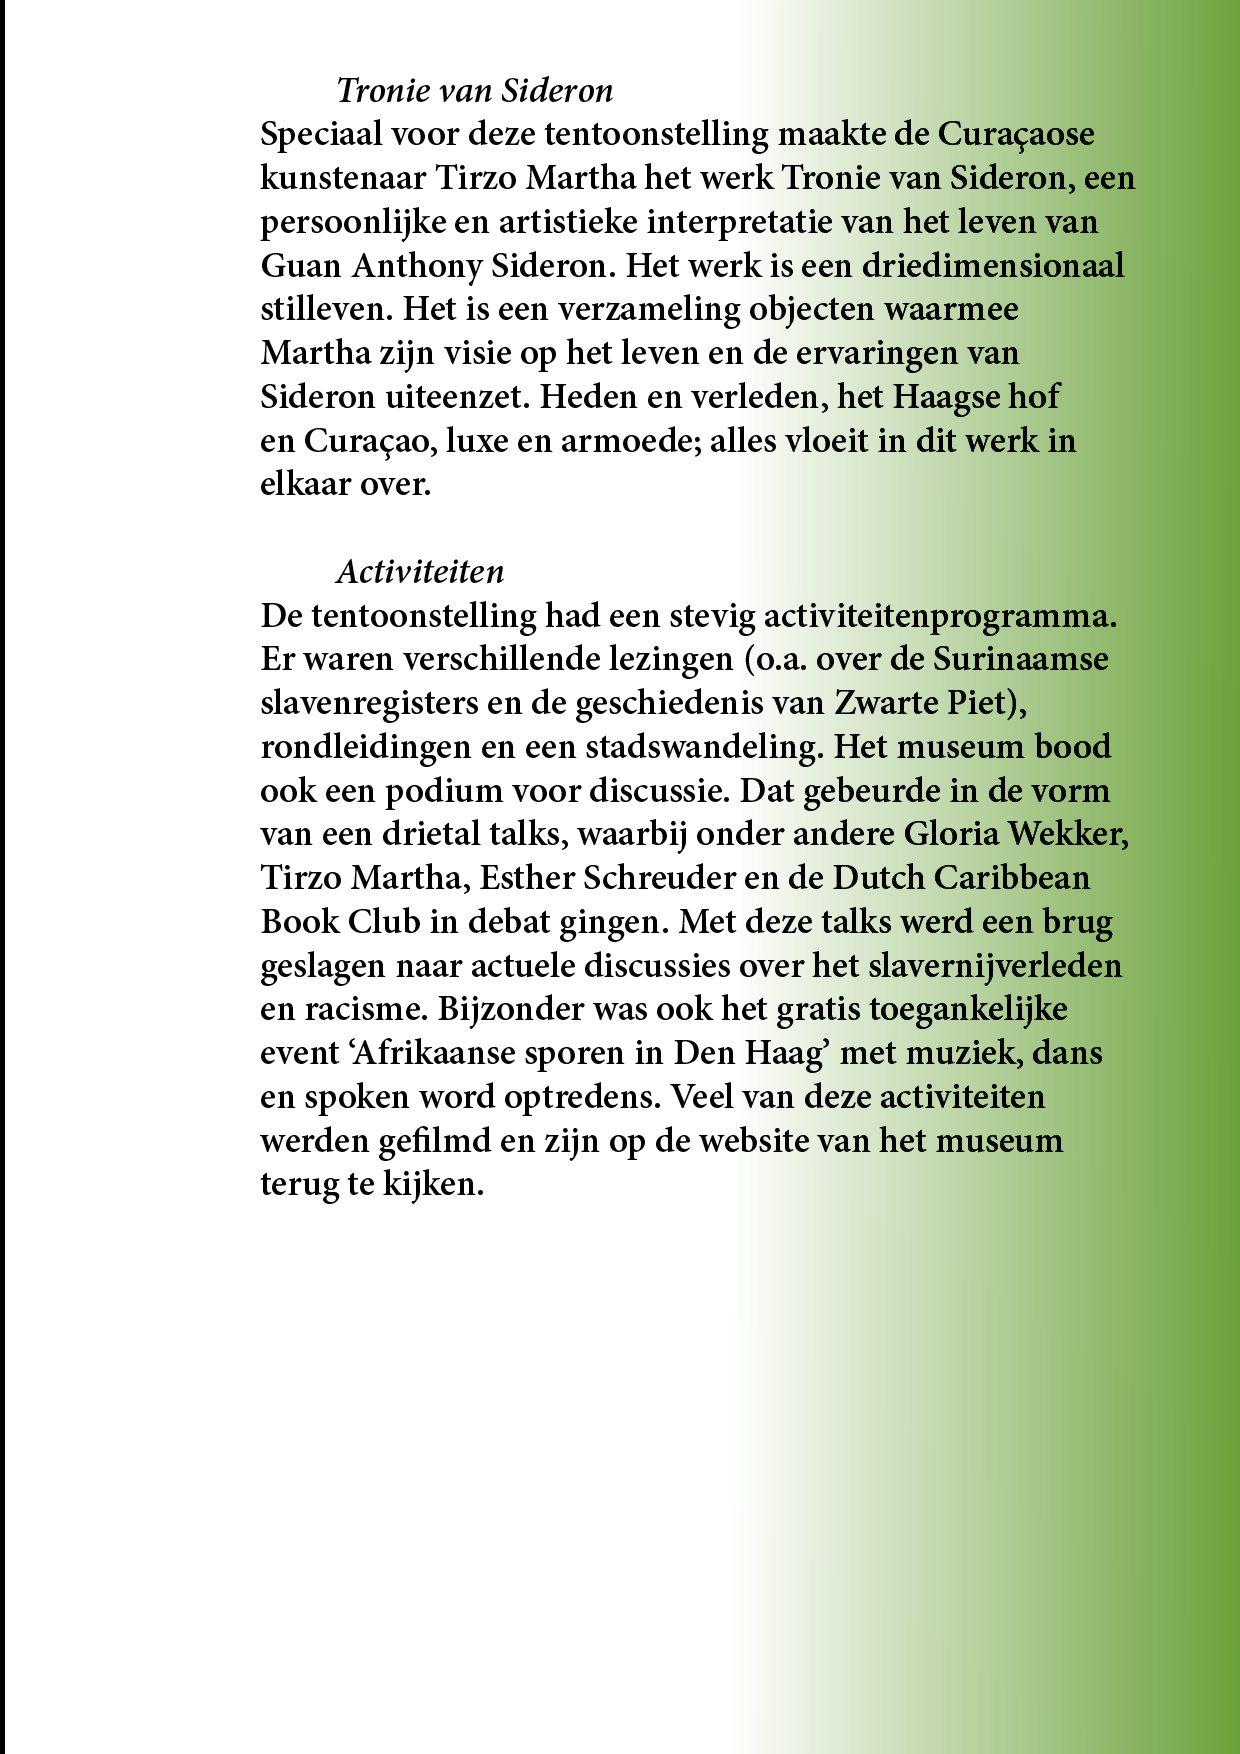 Tronie van Sideron
Speciaal voor deze tentoonstelling maakte de Curaçaose
kunstenaar Tirzo Martha het werk Tronie van Sideron, een
persoonlijke en artistieke interpretatie van het leven van
Guan Anthony Sideron. Het werk is een driedimensionaal
stilleven. Het is een verzameling objecten waarmee
Martha zijn visie op het leven en de ervaringen van
Sideron uiteenzet. Heden en verleden, het Haagse hof
en Curaçao, luxe en armoede; alles vloeit in dit werk in
elkaar over.
Activiteiten
De tentoonstelling had een stevig activiteitenprogramma.
Er waren verschillende lezingen (o.a. over de Surinaamse
slavenregisters en de geschiedenis van Zwarte Piet),
rondleidingen en een stadswandeling. Het museum bood
ook een podium voor discussie. Dat gebeurde in de vorm
van een drietal talks, waarbij onder andere Gloria Wekker,
Tirzo Martha, Esther Schreuder en de Dutch Caribbean
Book Club in debat gingen. Met deze talks werd een brug
geslagen naar actuele discussies over het slavernijverleden
en racisme. Bijzonder was ook het gratis toegankelijke
event ‘Afrikaanse sporen in Den Haag’ met muziek, dans
en spoken word optredens. Veel van deze activiteiten
werden gefilmd en zijn op de website van het museum
terug te kijken.